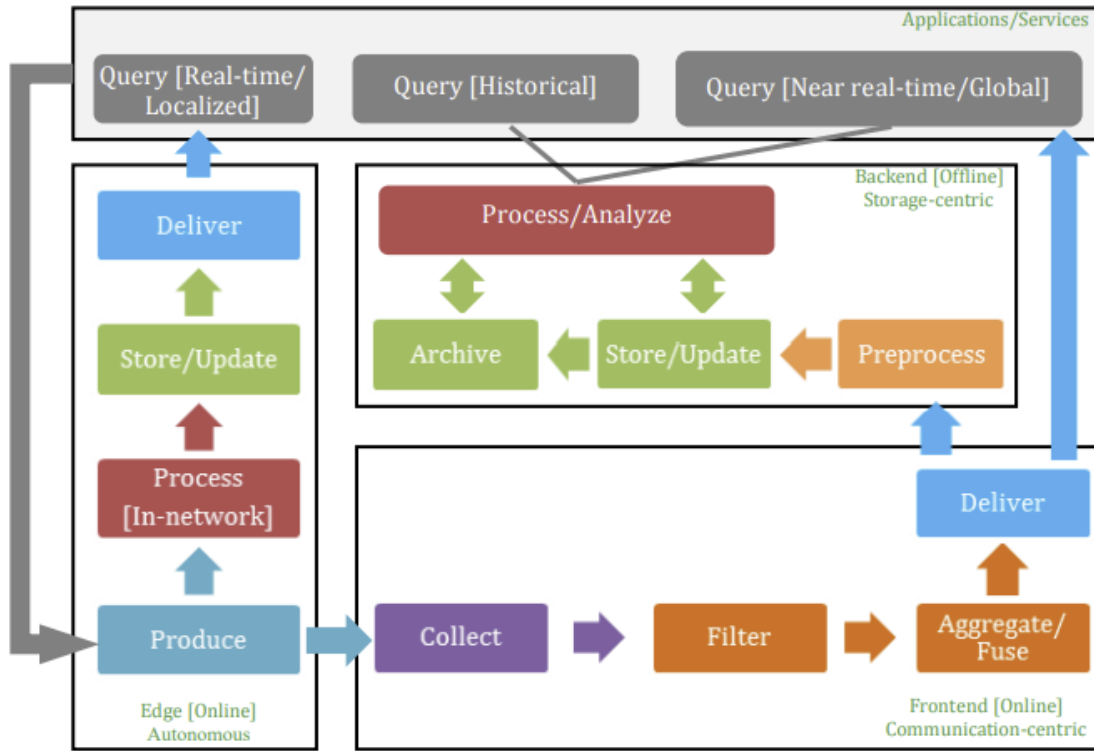 Applications/Services
Query [Real-time/
Localized]
Query [Historical]
Query [Near real-time/Global]
Backend [Offline]
Storage-centric
Deliver
Process/Analyze
Store/Update
Archive
Store/Update
Preprocess
Process
[In-network]
Deliver
Produce
Collect
Filter
Aggregate/
Fuse
Edge [Online]
Autonomous
Frontend [Online]
Communication-centric